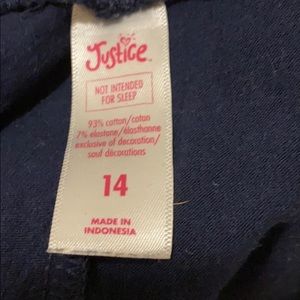 Justice
NOT INTENDED
FOR SLEEP
93% cotton/coton
7% elastane/élasthanne
exclusive of decoration/
sauf décorations
14
MADE IN
INDONESIA